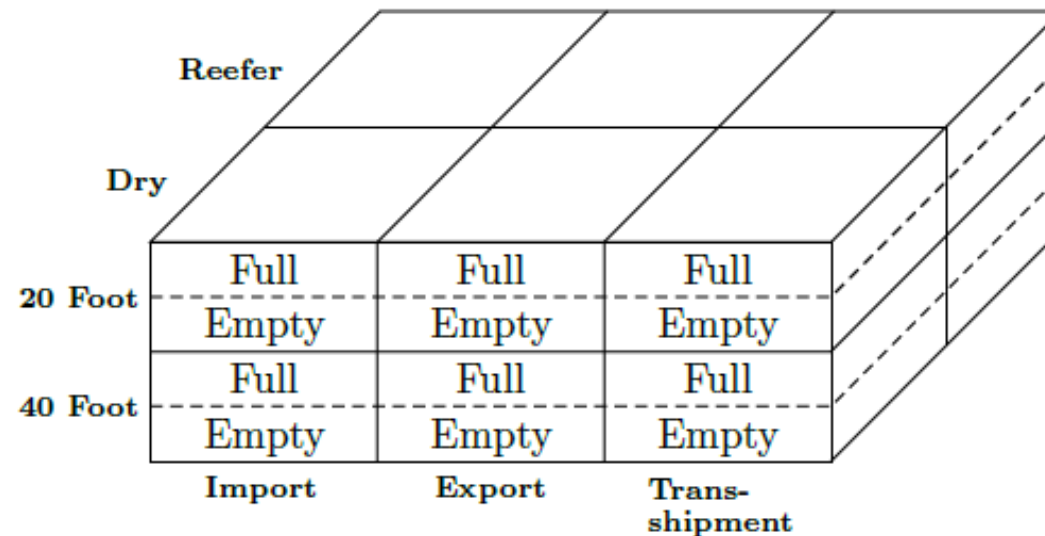 Reefer
Dry
Full Full Full
20 Foot
Empty Empty Empty
Full Full Full
40 Foot
Empty Empty Empty
Import Export Trans-
shipment